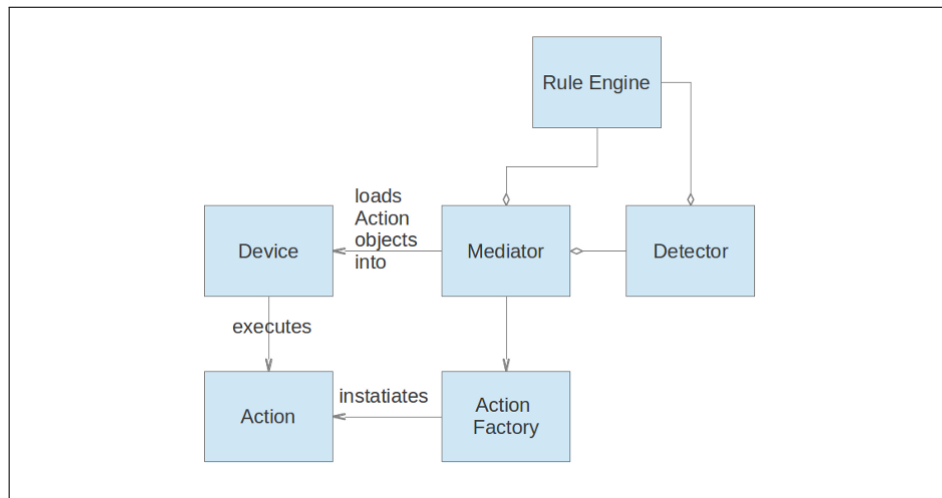 Rule Engine
loads
Action
objects
into
Device
Mediator
Detector
executes
Action
instatiates
Action
Factory